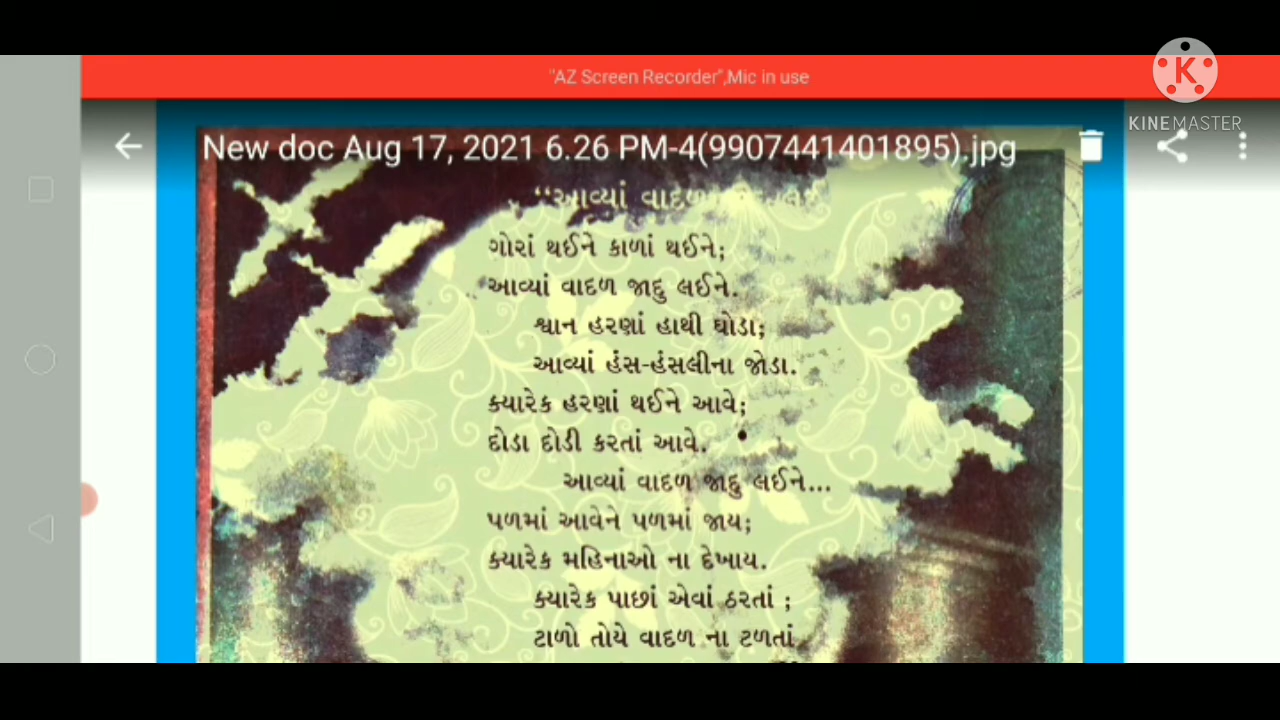 "AZ Screen Recorder",Mic in use
KINEMASTER
New doc Aug 17, 2021 6.26 PM-4(9907441401895).jpg
“આવ્યાં વાદળ
ગોરાં થઈને કાળાં થઈને;
આવ્યાં વાદળ જાદુ લઈને.
શ્વાન હરણાં હાથી ઘોડા;
આવ્યાં હંસ-હંસલીના જોડા.
ક્યારેક હરણાં થઈને આવે;
દોડા દોડી કરતાં આવે.
આવ્યાં વાદળ જાદુ લઈને...
પળમાં આવેને પળમાં જાય;
ક્યારેક મહિનાઓ ના દેખાય.
ક્યારેક પાછાં એવાં ઠરતાં ;
ટાળો તોયે વાદળ ના ટળતાં